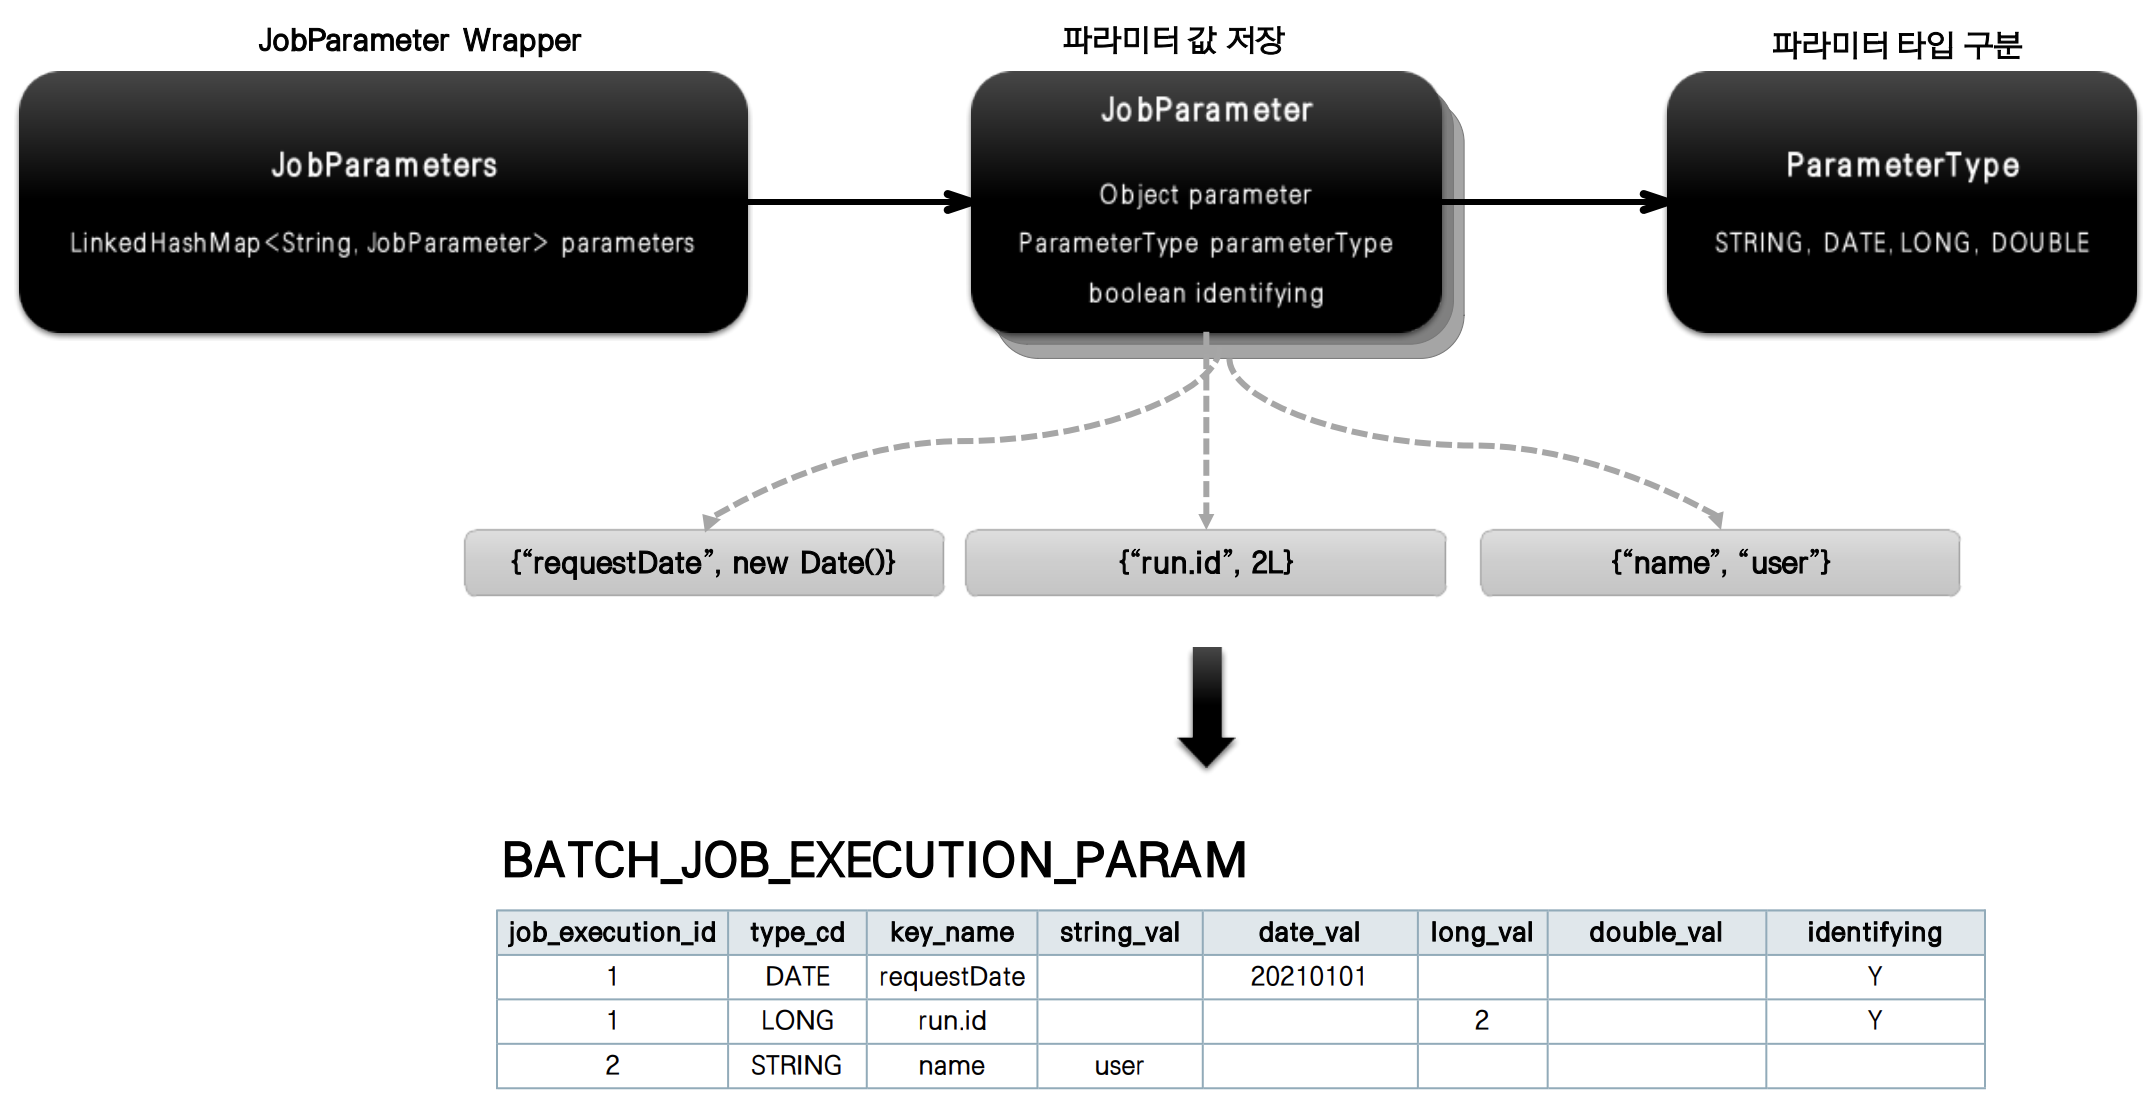 JobParameter Wrapper
파라미터 값 저장
파라미터 타입 구분
JobParameters
LinkedHashMap<String, JobParameter> parameters
JobParameter
Object parameter
ParameterType parameterType
boolean identifying
ParameterType
STRING, DATE, LONG, DOUBLE
{“requestDate”, new Date()}
{“run.id”, 2L}
{“name”, “user”}
BATCH_JOB_EXECUTION_PARAM
job_execution_id type_cd key_name string_val date_val long_val double_val identifying
1 DATE requestDate 20210101 Y
1 LONG run.id 2 Y
2 STRING name user